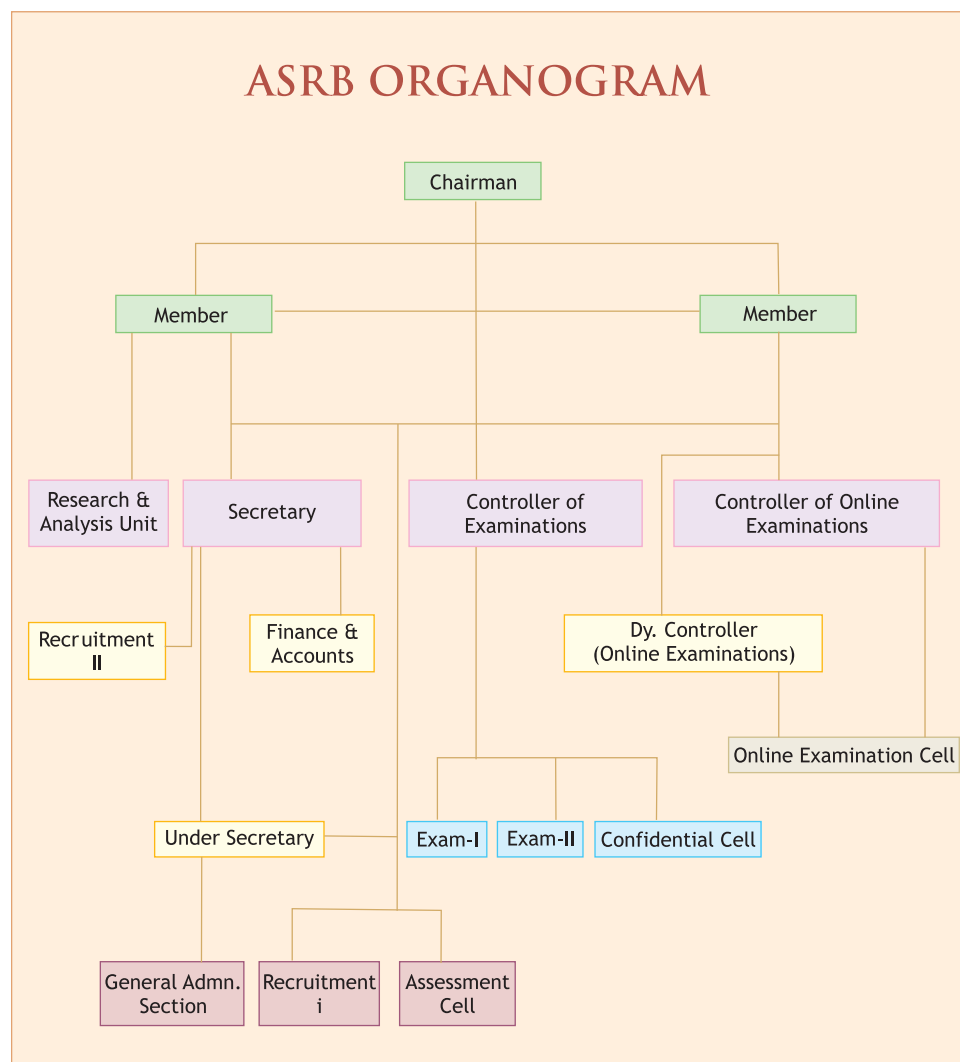 ASRB ORGANOGRAM
Chairman
Member
Member
Research &
Analysis Unit
Secretary
Controller of
Examinations
Controller of Online
Examinations
Recruitment
II
Finance &
Accounts
Dy. Controller
(Online Examinations)
Online Examination Cell
Under Secretary
Exam-I
Exam-II
Confidential Cell
General Admn.
Section
Recruitment
i
Assessment
Cell